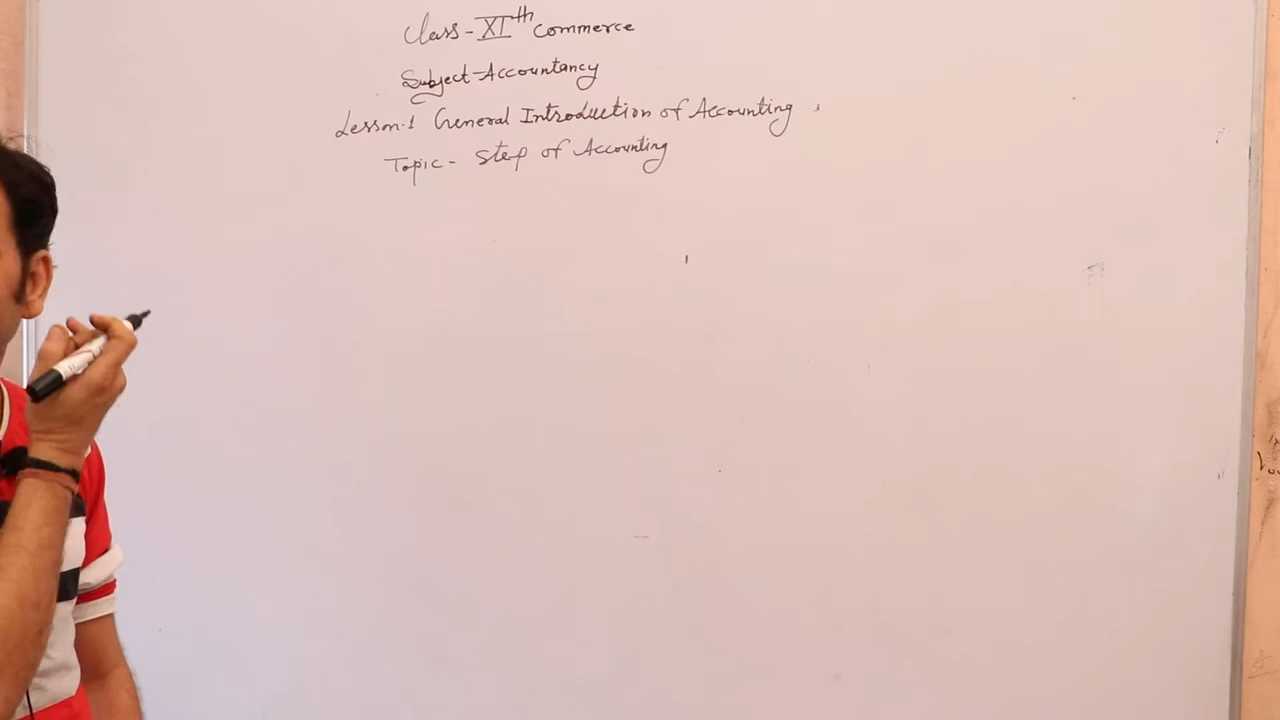 Class - XIth Commerce
Subject - Accountancy
Lesson-1 General Introduction of Accounting
Topic - Step of Accounting